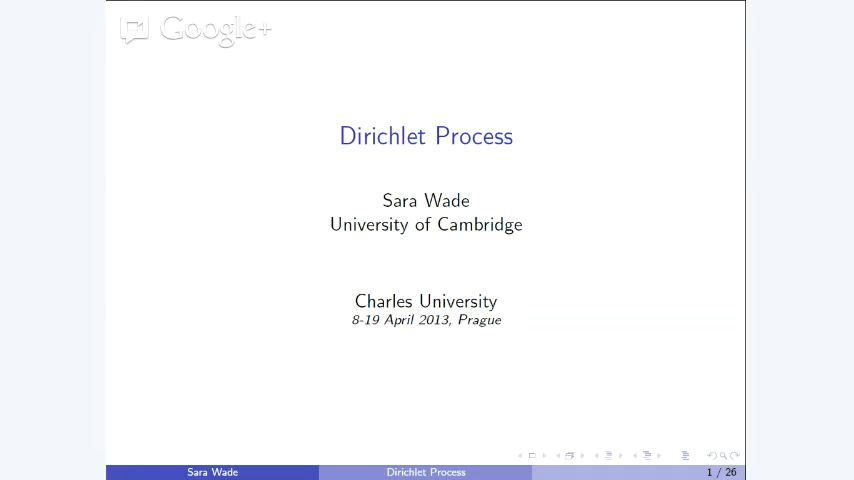 Google+
Dirichlet Process
Sara Wade
University of Cambridge
Charles University
8-19 April 2013, Prague
Sara Wade
Dirichlet Process
1 / 26